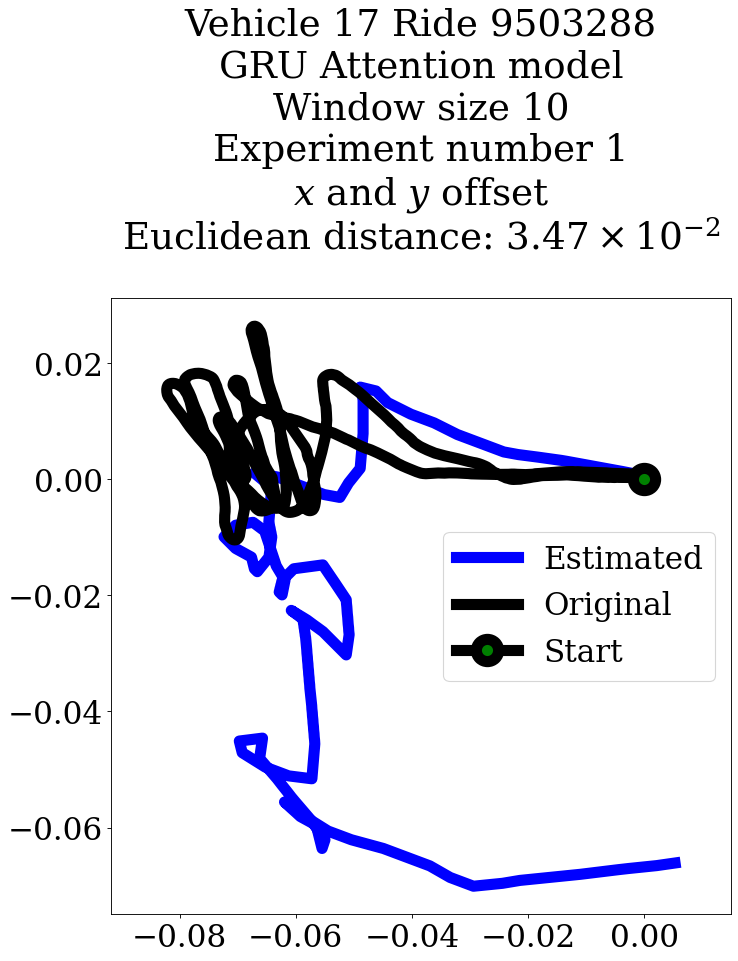 Vehicle 17 Ride 9503288
GRU Attention model
Window size 10
Experiment number 1
x and y offset
Euclidean distance: 3.47 × 10⁻²
0.02
0.00
−0.02
−0.04
−0.06
Estimated
Original
Start
−0.08
−0.06
−0.04
−0.02
0.00